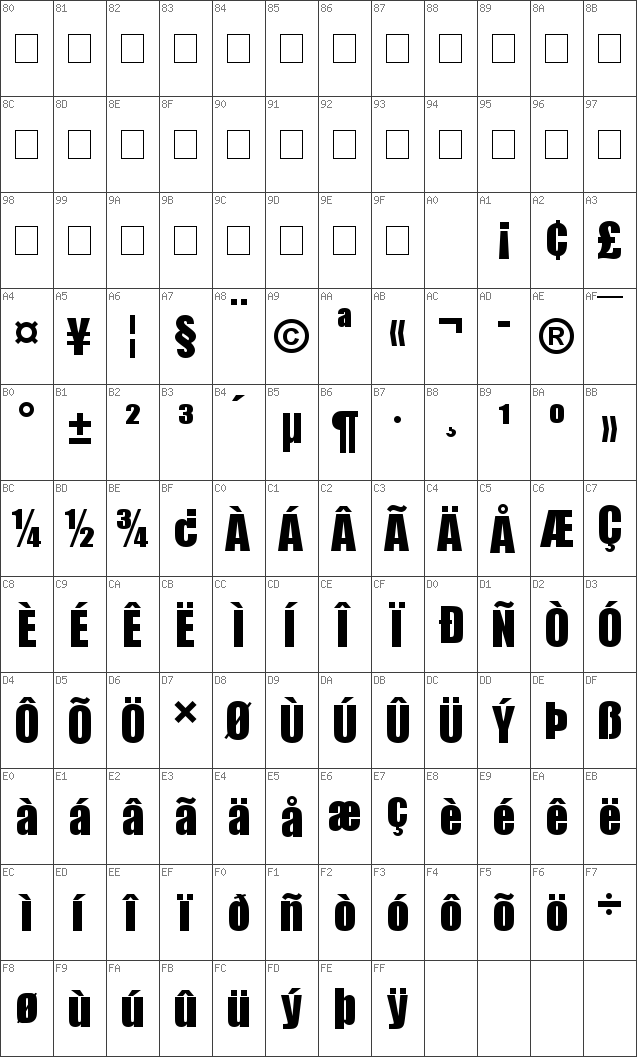 80 81 82 83 84 85 86 87 88 89 8A 8B
8C 8D 8E 8F 90 91 92 93 94 95 96 97
98 99 9A 9B 9C 9D 9E 9F A0 A1 A2 A3
¡ ¢ £
A4 A5 A6 A7 A8 A9 AA AB AC AD AE AF
¤ ¥ ¦ § ¨ © ª « ¬ - ® ¯
B0 B1 B2 B3 B4 B5 B6 B7 B8 B9 BA BB
° ± ² ³ ´ µ ¶ · ¸ ¹ º »
BC BD BE BF C0 C1 C2 C3 C4 C5 C6 C7
¼ ½ ¾ ¿ À Á Â Ã Ä Å Æ Ç
C8 C9 CA CB CC CD CE CF D0 D1 D2 D3
È É Ê Ë Ì Í Î Ï Ð Ñ Ò Ó
D4 D5 D6 D7 D8 D9 DA DB DC DD DE DF
Ô Õ Ö × Ø Ù Ú Û Ü Ý Þ ß
E0 E1 E2 E3 E4 E5 E6 E7 E8 E9 EA EB
à á â ã ä å æ Ç è é ê ë
EC ED EE EF F0 F1 F2 F3 F4 F5 F6 F7
ì í î ï ð ñ ò ó ô õ ö ÷
F8 F9 FA FB FC FD FE FF
ø ù ú û ü ý þ ÿ